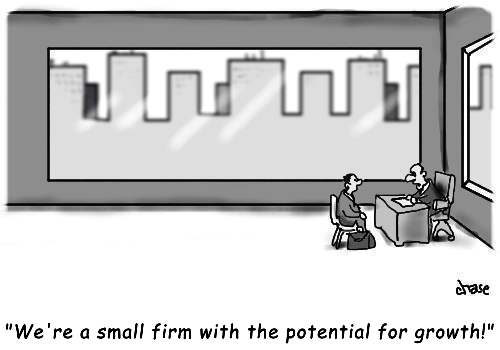 chase
"We're a small firm with the potential for growth!"